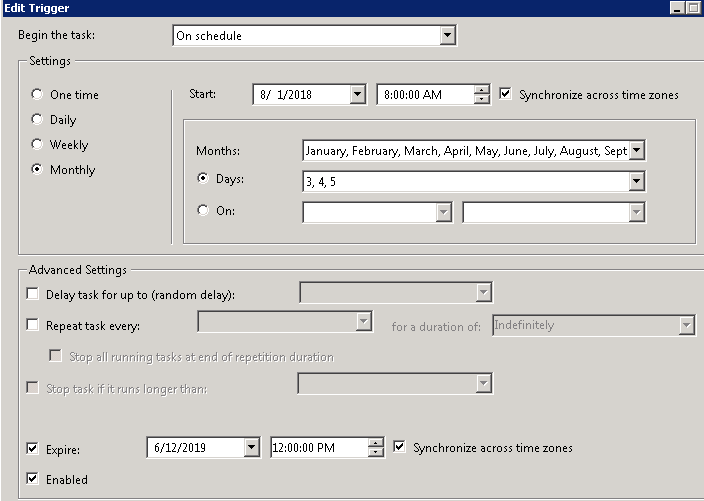 Edit Trigger
Begin the task: On schedule
Settings
One time
Start: 8/ 1/2018 8:00:00 AM Synchronize across time zones
Daily
Weekly
Monthly
Months: January, February, March, April, May, June, July, August, Sept
Days: 3, 4, 5
On:
Advanced Settings
Delay task for up to (random delay):
Repeat task every: for a duration of: Indefinitely
Stop all running tasks at end of repetition duration
Stop task if it runs longer than:
Expire: 6/12/2019 12:00:00 PM Synchronize across time zones
Enabled